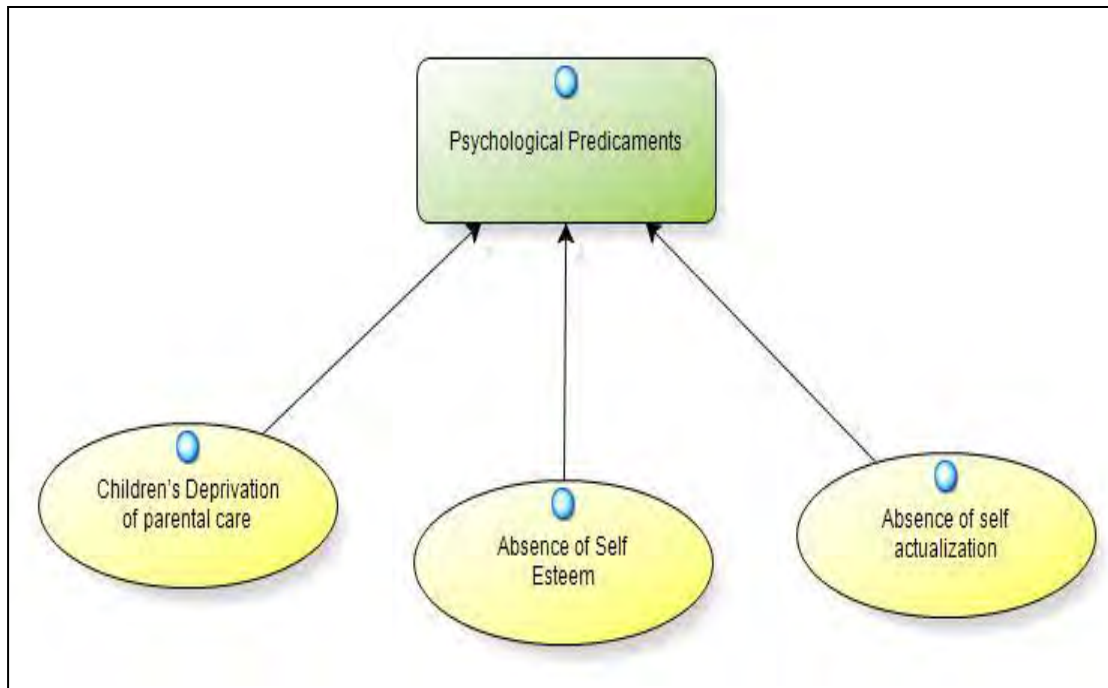 Psychological Predicaments
Children's Deprivation
of parental care
Absence of Self
Esteem
Absence of self
actualization